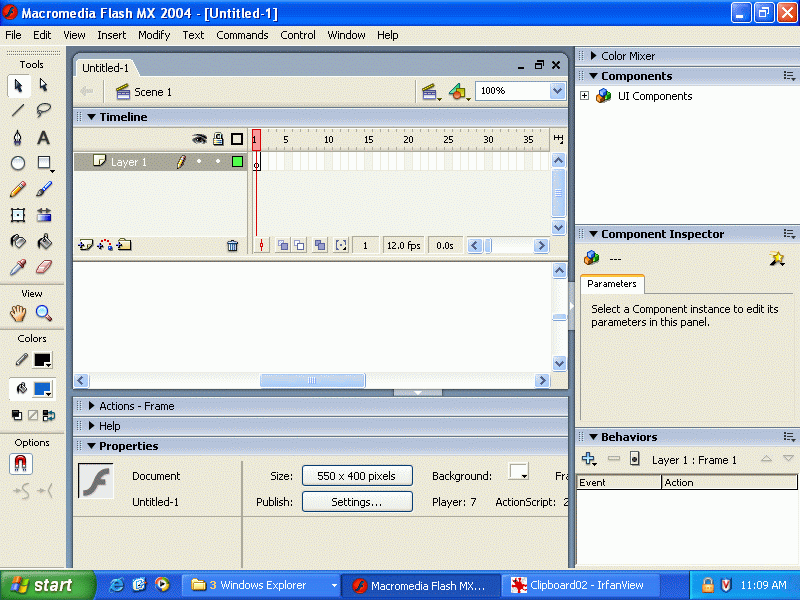 Macromedia Flash MX 2004 - [Untitled-1]
File Edit View Insert Modify Text Commands Control Window Help
Tools
View
Colors
Options
Untitled-1
Scene 1
100%
Timeline
1 5 10 15 20 25 30 35
Layer 1
1 12.0 fps 0.0s
Actions - Frame
Help
Properties
Document
Size: 550 x 400 pixels Background: Fra
Untitled-1
Publish: Settings... Player: 7 ActionScript: 2
Color Mixer
Components
UI Components
Component Inspector
---
Parameters
Select a Component instance to edit its
parameters in this panel.
Behaviors
Layer 1 : Frame 1
Event Action
start
3 Windows Explorer
Macromedia Flash MX...
Clipboard02 - IrfanView
11:09 AM